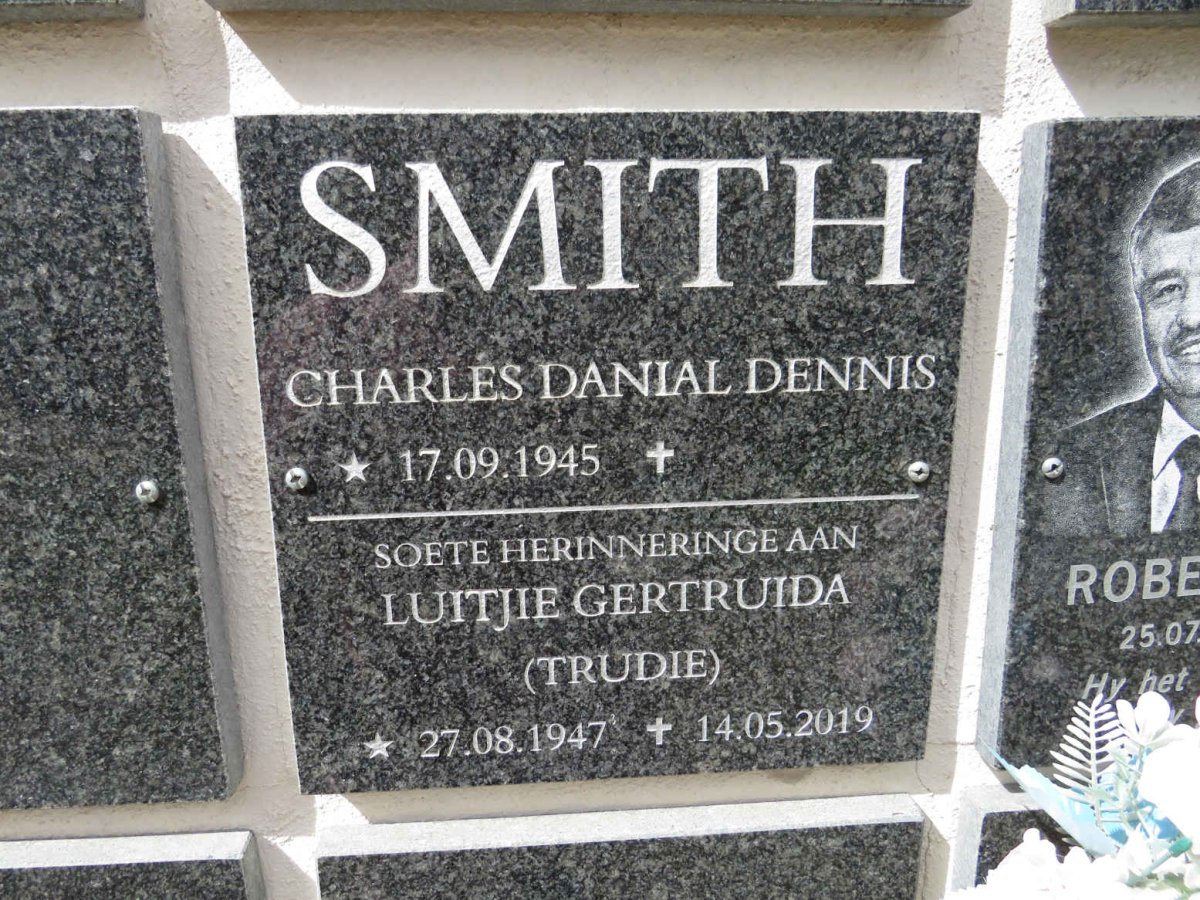 SMITH
CHARLES DANIAL DENNIS
★ 17.09.1945 ✝
SOETE HERINNERINGE AAN
LUITJIE GERTRUIDA
(TRUDIE)
★ 27.08.1947 ✝ 14.05.2019
ROBE
25.07
Hy het